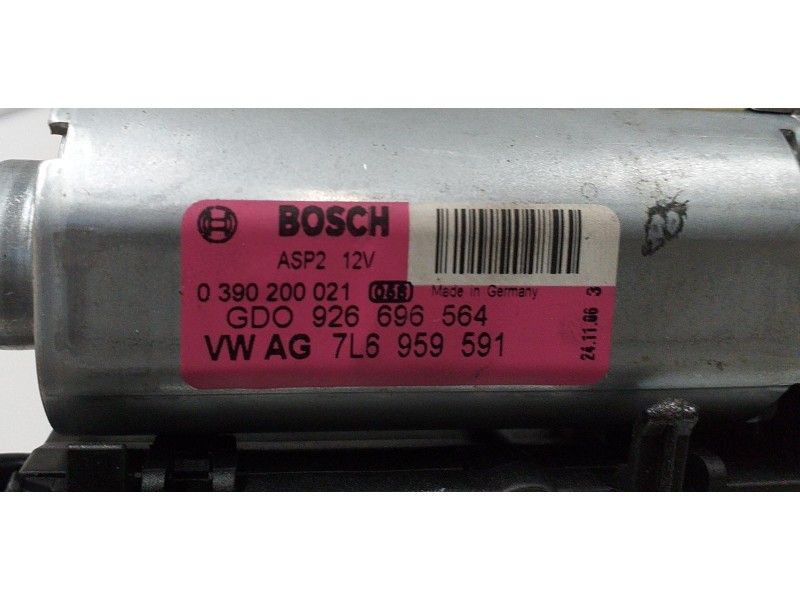 BOSCH
ASP2 12V
0 390 200 021 068 Made in Germany
GDO 926 696 564
VW AG 7L6 959 591
24.11.06 3